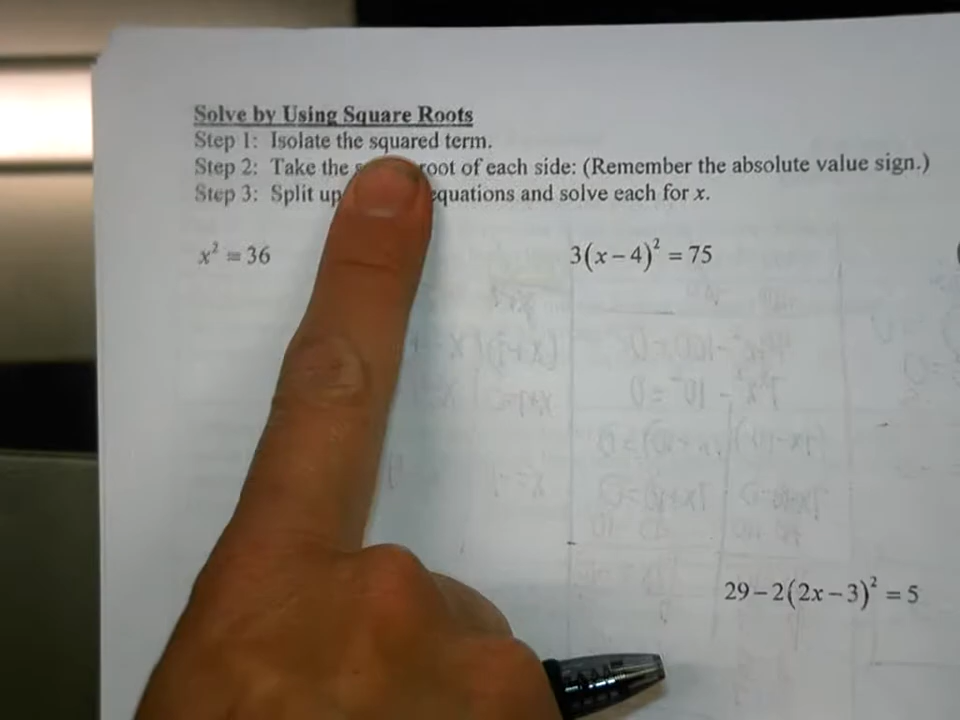 Solve by Using Square Roots
Step 1: Isolate the squared term.
Step 2: Take the root of each side: (Remember the absolute value sign.)
Step 3: Split up equations and solve each for x.
x² = 36
3(x − 4)² = 75
29 − 2(2x − 3)² = 5